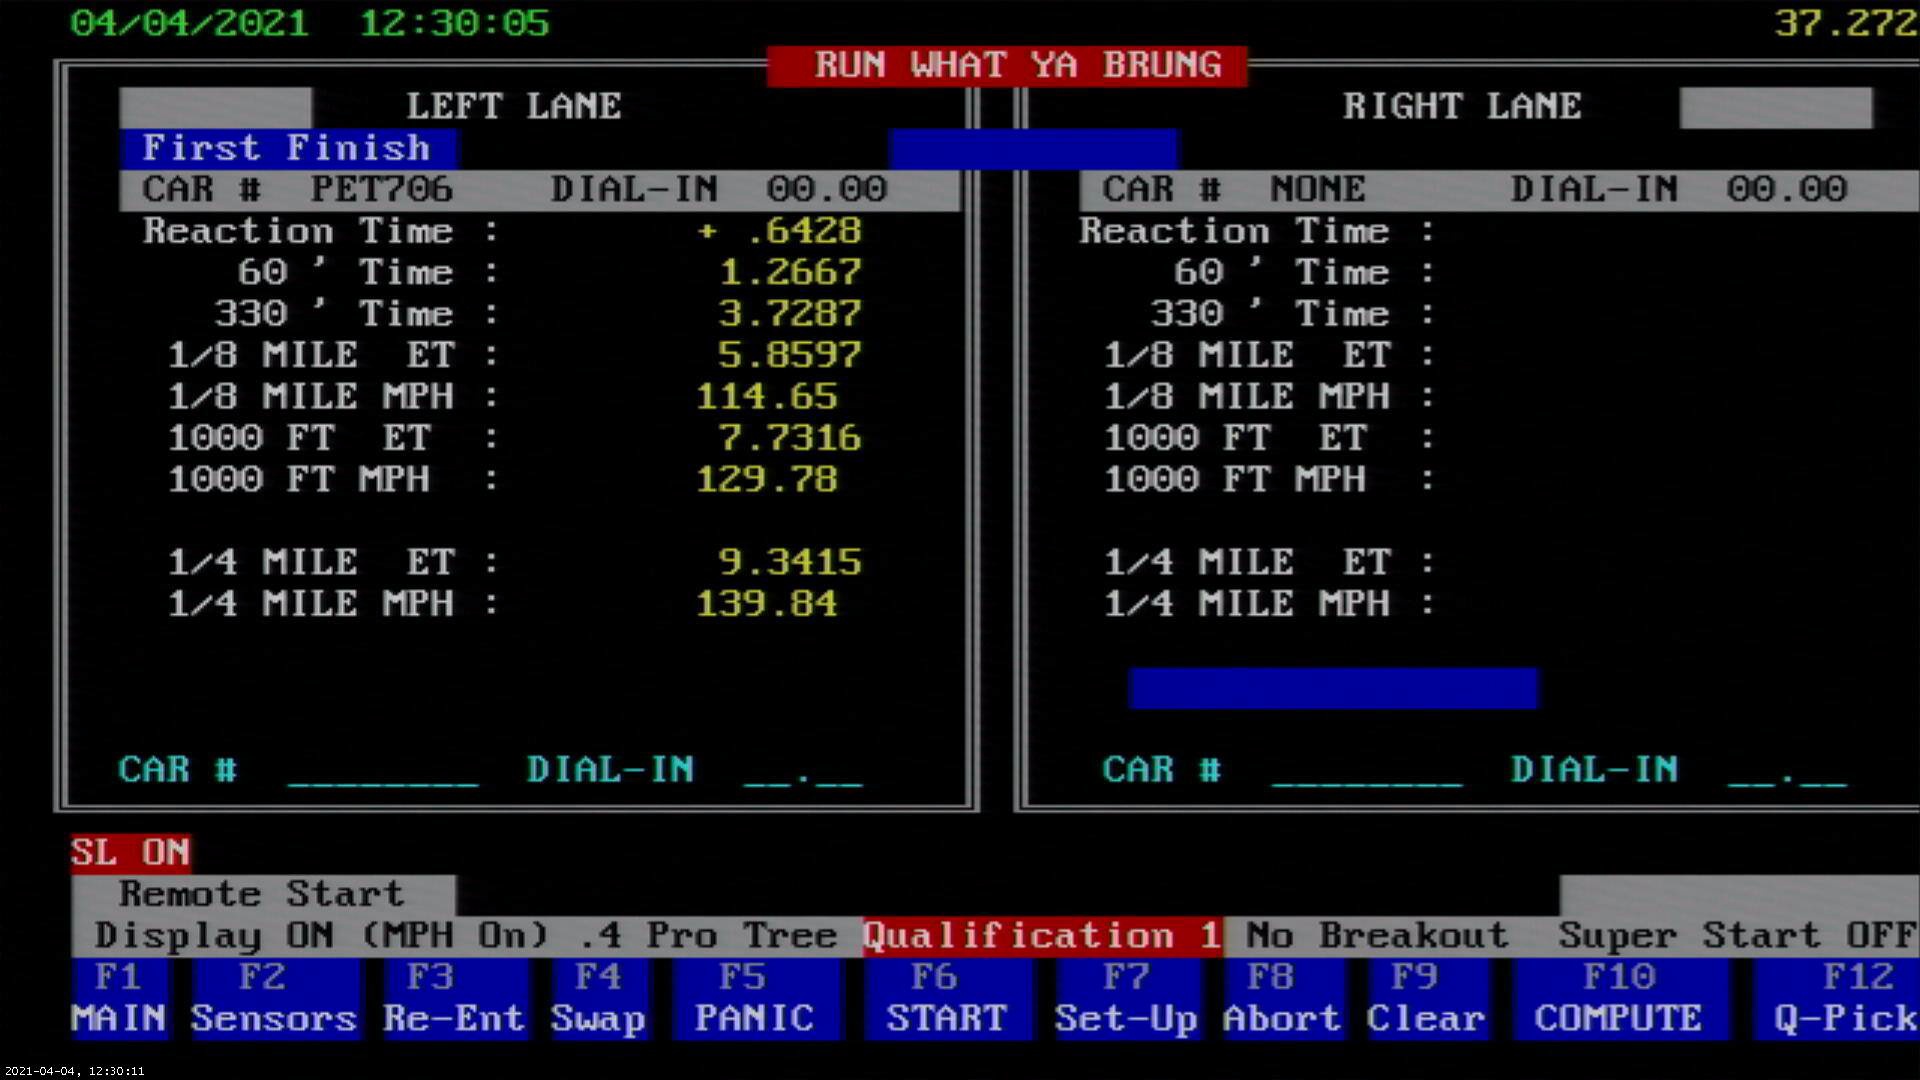 04/04/2021 12:30:05 37.272
RUN WHAT YA BRUNG
LEFT LANE RIGHT LANE
First Finish
CAR # PET706 DIAL-IN 00.00 CAR # NONE DIAL-IN 00.00
Reaction Time : + .6428 Reaction Time :
60 ' Time : 1.2667 60 ' Time :
330 ' Time : 3.7287 330 ' Time :
1/8 MILE ET : 5.8597 1/8 MILE ET :
1/8 MILE MPH : 114.65 1/8 MILE MPH :
1000 FT ET : 7.7316 1000 FT ET :
1000 FT MPH : 129.78 1000 FT MPH :
1/4 MILE ET : 9.3415 1/4 MILE ET :
1/4 MILE MPH : 139.84 1/4 MILE MPH :
CAR # ________ DIAL-IN __.__ CAR # ________ DIAL-IN __.__
SL ON
Remote Start
Display ON (MPH On) .4 Pro Tree Qualification 1 No Breakout Super Start OFF
F1 F2 F3 F4 F5 F6 F7 F8 F9 F10 F12
MAIN Sensors Re-Ent Swap PANIC START Set-Up Abort Clear COMPUTE Q-Pick
2021-04-04, 12:30:11